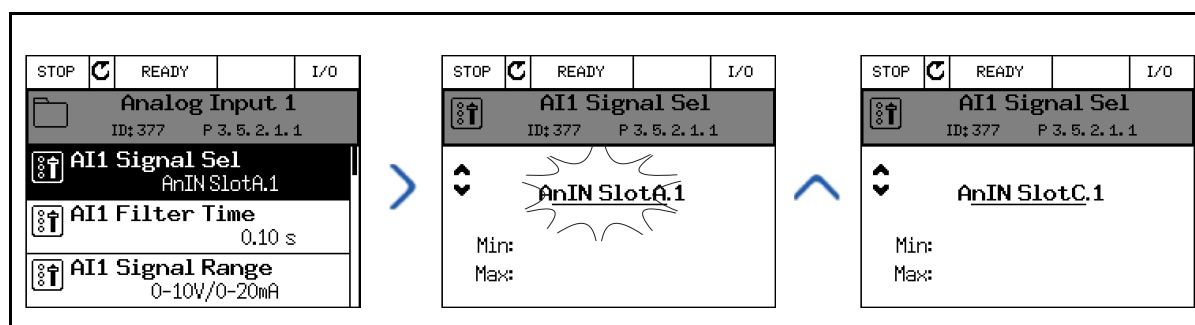 STOP READY I/O
Analog Input 1
ID:377 P3.5.2.1.1
AI1 Signal Sel
AnIN SlotA.1
AI1 Filter Time
0.10 s
AI1 Signal Range
0-10V/0-20mA
STOP READY I/O
AI1 Signal Sel
ID:377 P3.5.2.1.1
AnIN SlotA.1
Min:
Max:
STOP READY I/O
AI1 Signal Sel
ID:377 P3.5.2.1.1
AnIN SlotC.1
Min:
Max: